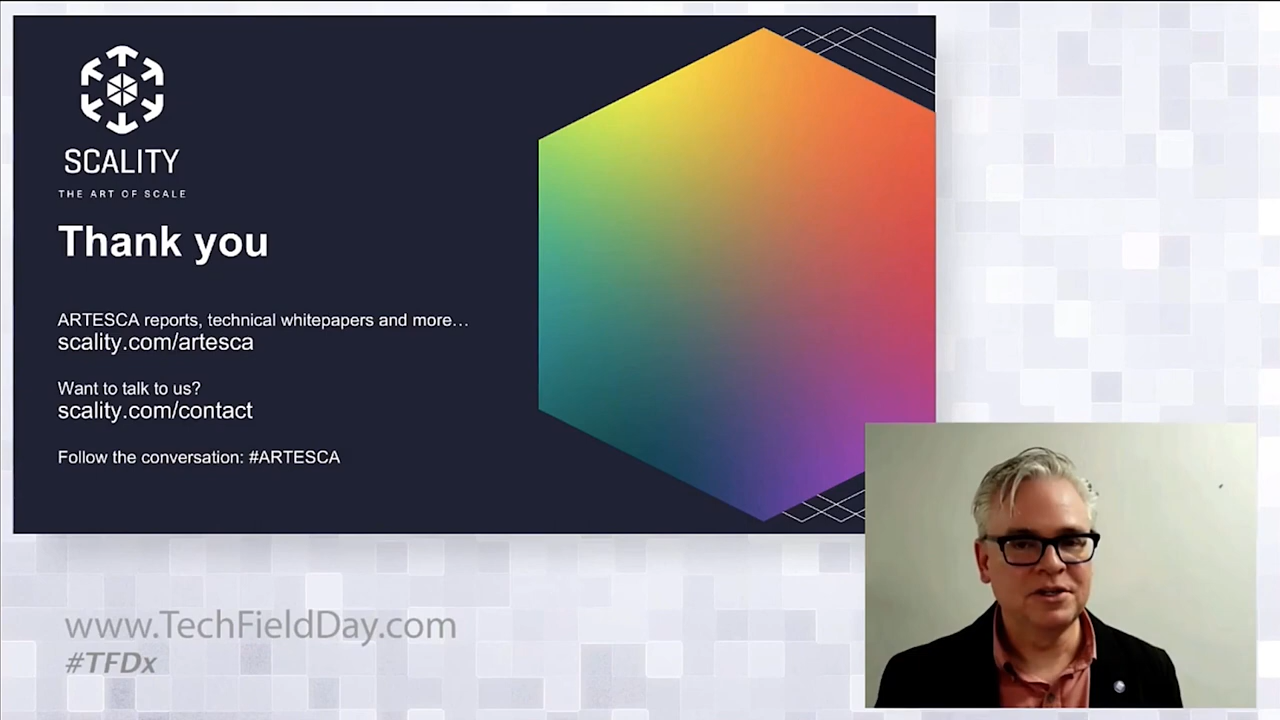 SCALITY
THE ART OF SCALE
Thank you
ARTESCA reports, technical whitepapers and more…
scality.com/artesca
Want to talk to us?
scality.com/contact
Follow the conversation: #ARTESCA
www.TechFieldDay.com
#TFDx